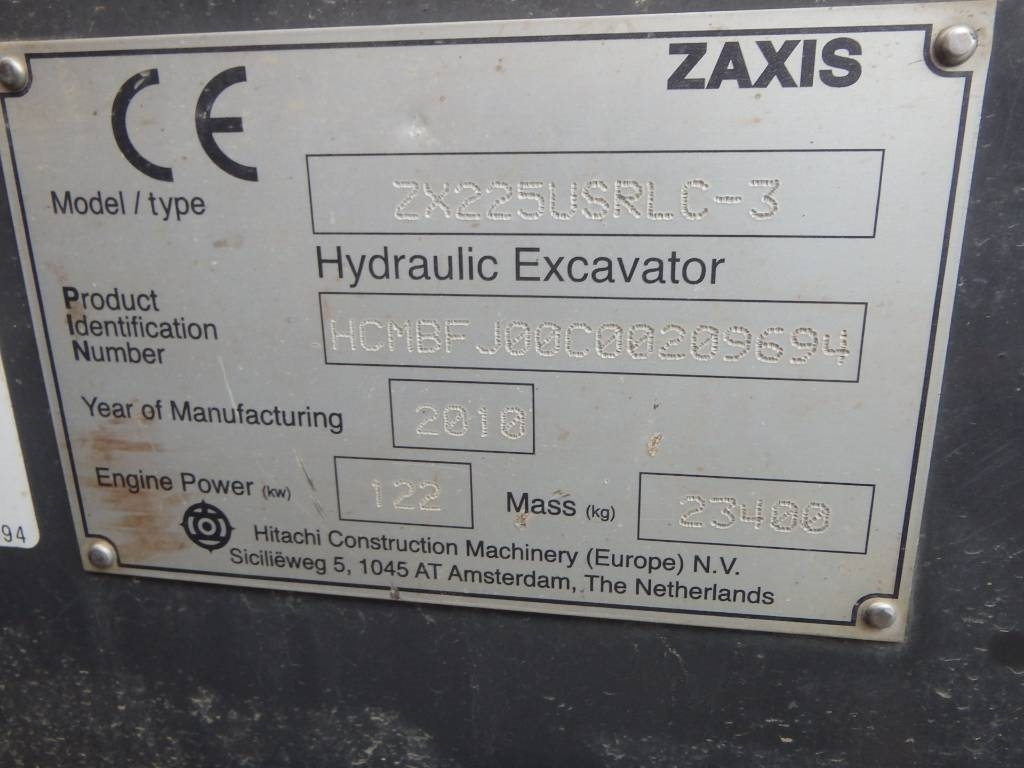 CE
ZAXIS
Model / type ZX225USRLC-3
Hydraulic Excavator
Product
Identification
Number
HCMBFJ00C00209694
Year of Manufacturing 2010
Engine Power (kw) 122 Mass (kg) 23400
Hitachi Construction Machinery (Europe) N.V.
Siciliëweg 5, 1045 AT Amsterdam, The Netherlands
94